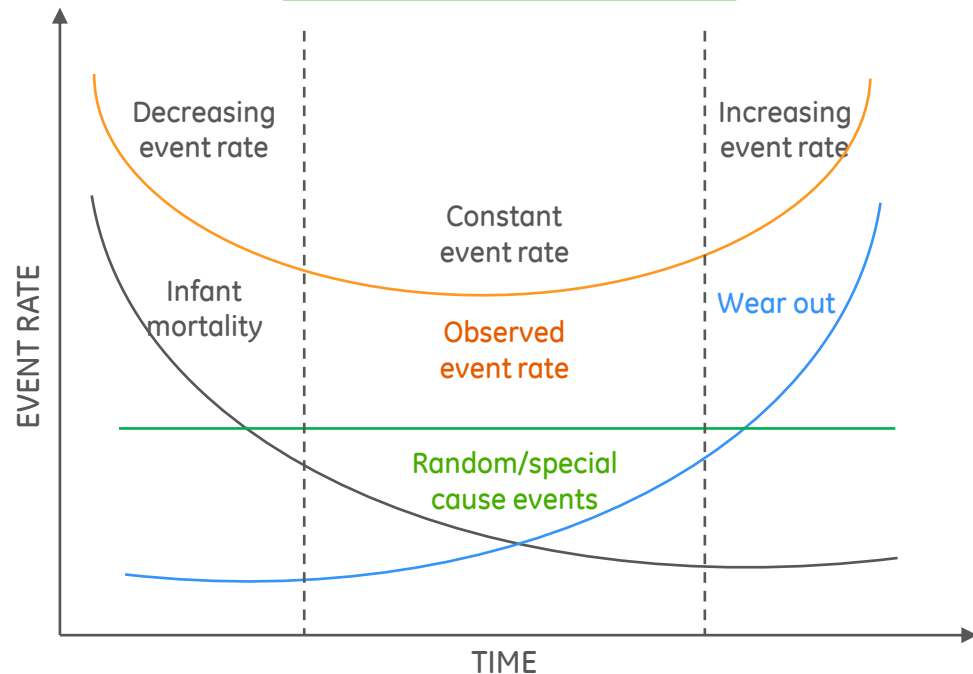 Decreasing
event rate
Increasing
event rate
Constant
event rate
Infant
mortality
Wear out
Observed
event rate
Random/special
cause events
EVENT RATE
TIME